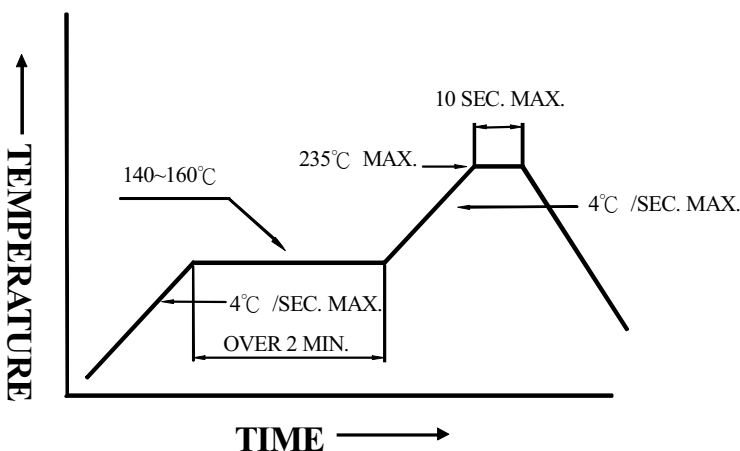 10 SEC. MAX.
235℃ MAX.
140~160℃
4℃ /SEC. MAX.
4℃ /SEC. MAX.
OVER 2 MIN.
TEMPERATURE
TIME